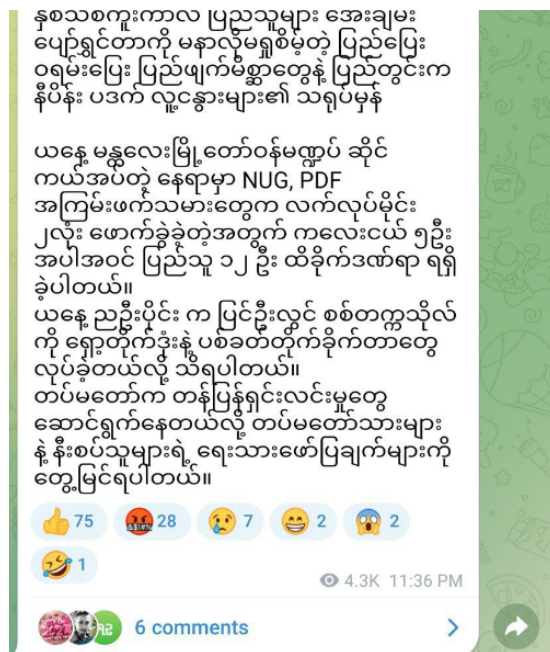 နှစ်သစ်ကူးကာလ ပြည်သူများ အေးချမ်း
ပျော်ရွှင်တာကို မနာလိုမရှုစိမ့်တဲ့ ပြည်ပြေး
ဝရမ်းပြေး ပြည်ဖျက်မိစ္ဆာတွေနဲ့ ပြည်တွင်းက
နီပိန်း ပဒက် လူ့ငနွားများ၏ သရုပ်မှန်
ယနေ့ မန္တလေးမြို့တော်ဝန်မဏ္ဍပ် ဆိုင်
ကယ်အပ်တဲ့ နေရာမှာ NUG, PDF
အကြမ်းဖက်သမားတွေက လက်လုပ်မိုင်း
၂လုံး ဖောက်ခွဲခဲ့တဲ့အတွက် ကလေးငယ် ၅ဦး
အပါအဝင် ပြည်သူ ၁၂ ဦး ထိခိုက်ဒဏ်ရာ ရရှိ
ခဲ့ပါတယ်။
ယနေ့ ညဦးပိုင်း က ပြင်ဦးလွင် စစ်တက္ကသိုလ်
ကို ရှော့တိုက်ဒုံးနဲ့ ပစ်ခတ်တိုက်ခိုက်တာတွေ
လုပ်ခဲ့တယ်လို့ သိရပါတယ်။
တပ်မတော်က တန်ပြန်ရှင်းလင်းမှုတွေ
ဆောင်ရွက်နေတယ်လို့ တပ်မတော်သားများ
နဲ့ နီးစပ်သူများရဲ့ ရေးသားဖော်ပြချက်များကို
တွေ့မြင်ရပါတယ်။
75 28 7 2 2
1
4.3K 11:36 PM
6 comments